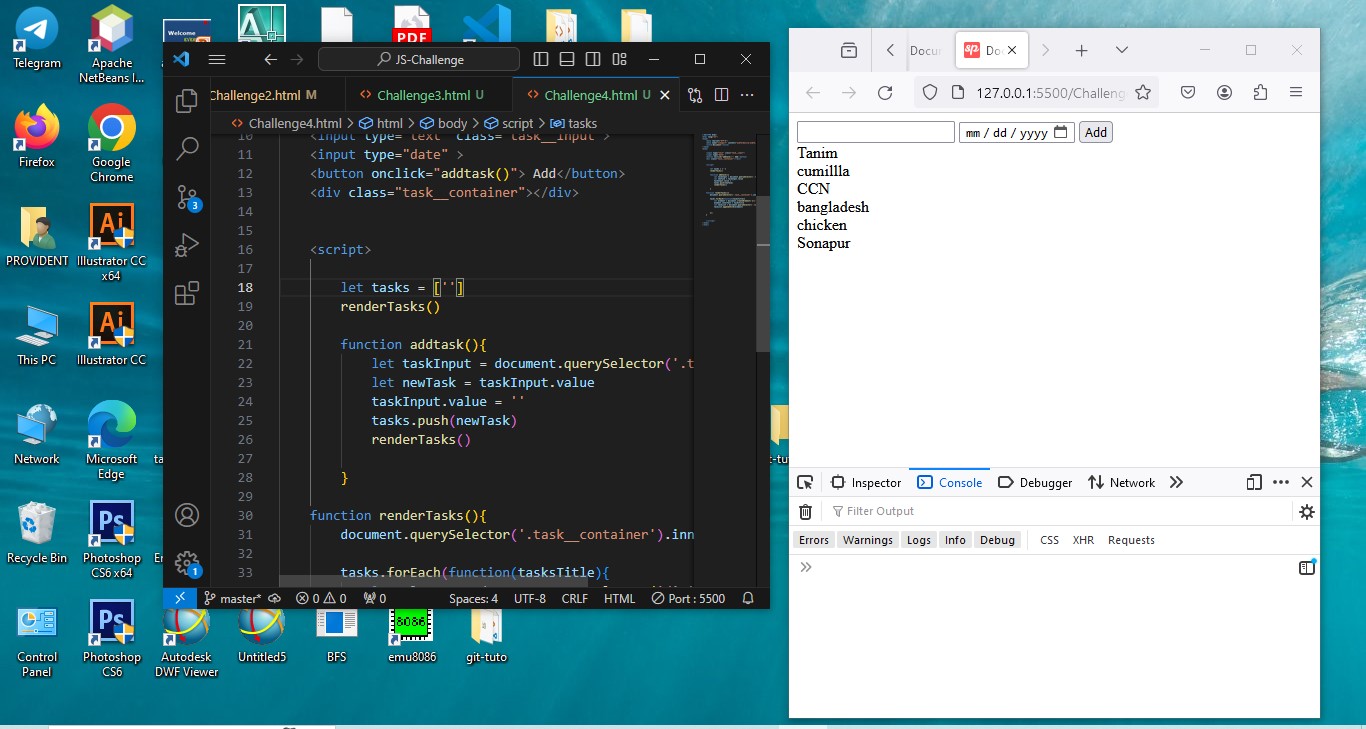 Telegram
Apache
NetBeans I...
Welcome
PDF
Firefox
Google
Chrome
PROVIDENT
Illustrator CC
x64
This PC
Illustrator CC
Network
Microsoft
Edge
Recycle Bin
Photoshop
CS6 x64
Control
Panel
Photoshop
CS6
Autodesk
DWF Viewer
Untitled5
BFS
8086
emu8086
git-tuto
JS-Challenge
Challenge2.html M
Challenge3.html U
Challenge4.html U
Challenge4.html > html > body > script > tasks
10 <input type="text" class="task__input">
11 <input type="date" >
12 <button onclick="addtask()"> Add</button>
13 <div class="task__container"></div>
14
15
16 <script>
17
18 let tasks = ['']
19 renderTasks()
20
21 function addtask(){
22 let taskInput = document.querySelector('.t
23 let newTask = taskInput.value
24 taskInput.value = ''
25 tasks.push(newTask)
26 renderTasks()
27
28 }
29
30 function renderTasks(){
31 document.querySelector('.task__container').inn
32
33 tasks.forEach(function(tasksTitle){
3
1
master* 0 0 0 Spaces: 4 UTF-8 CRLF HTML Port : 5500
Docu
Do
127.0.0.1:5500/Challeng
mm / dd / yyyy Add
Tanim
cumillla
CCN
bangladesh
chicken
Sonapur
Inspector Console Debugger Network
Filter Output
Errors Warnings Logs Info Debug CSS XHR Requests